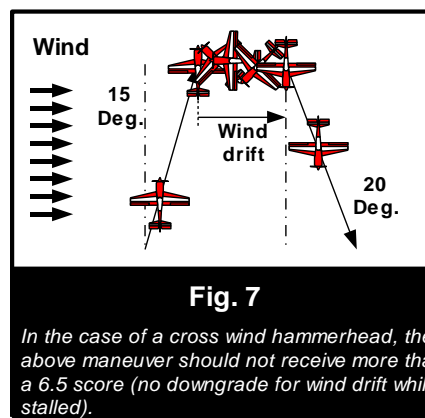 Wind
15
Deg.
Wind
drift
20
Deg.
Fig. 7
In the case of a cross wind hammerhead, the
above maneuver should not receive more tha
a 6.5 score (no downgrade for wind drift whil
stalled).